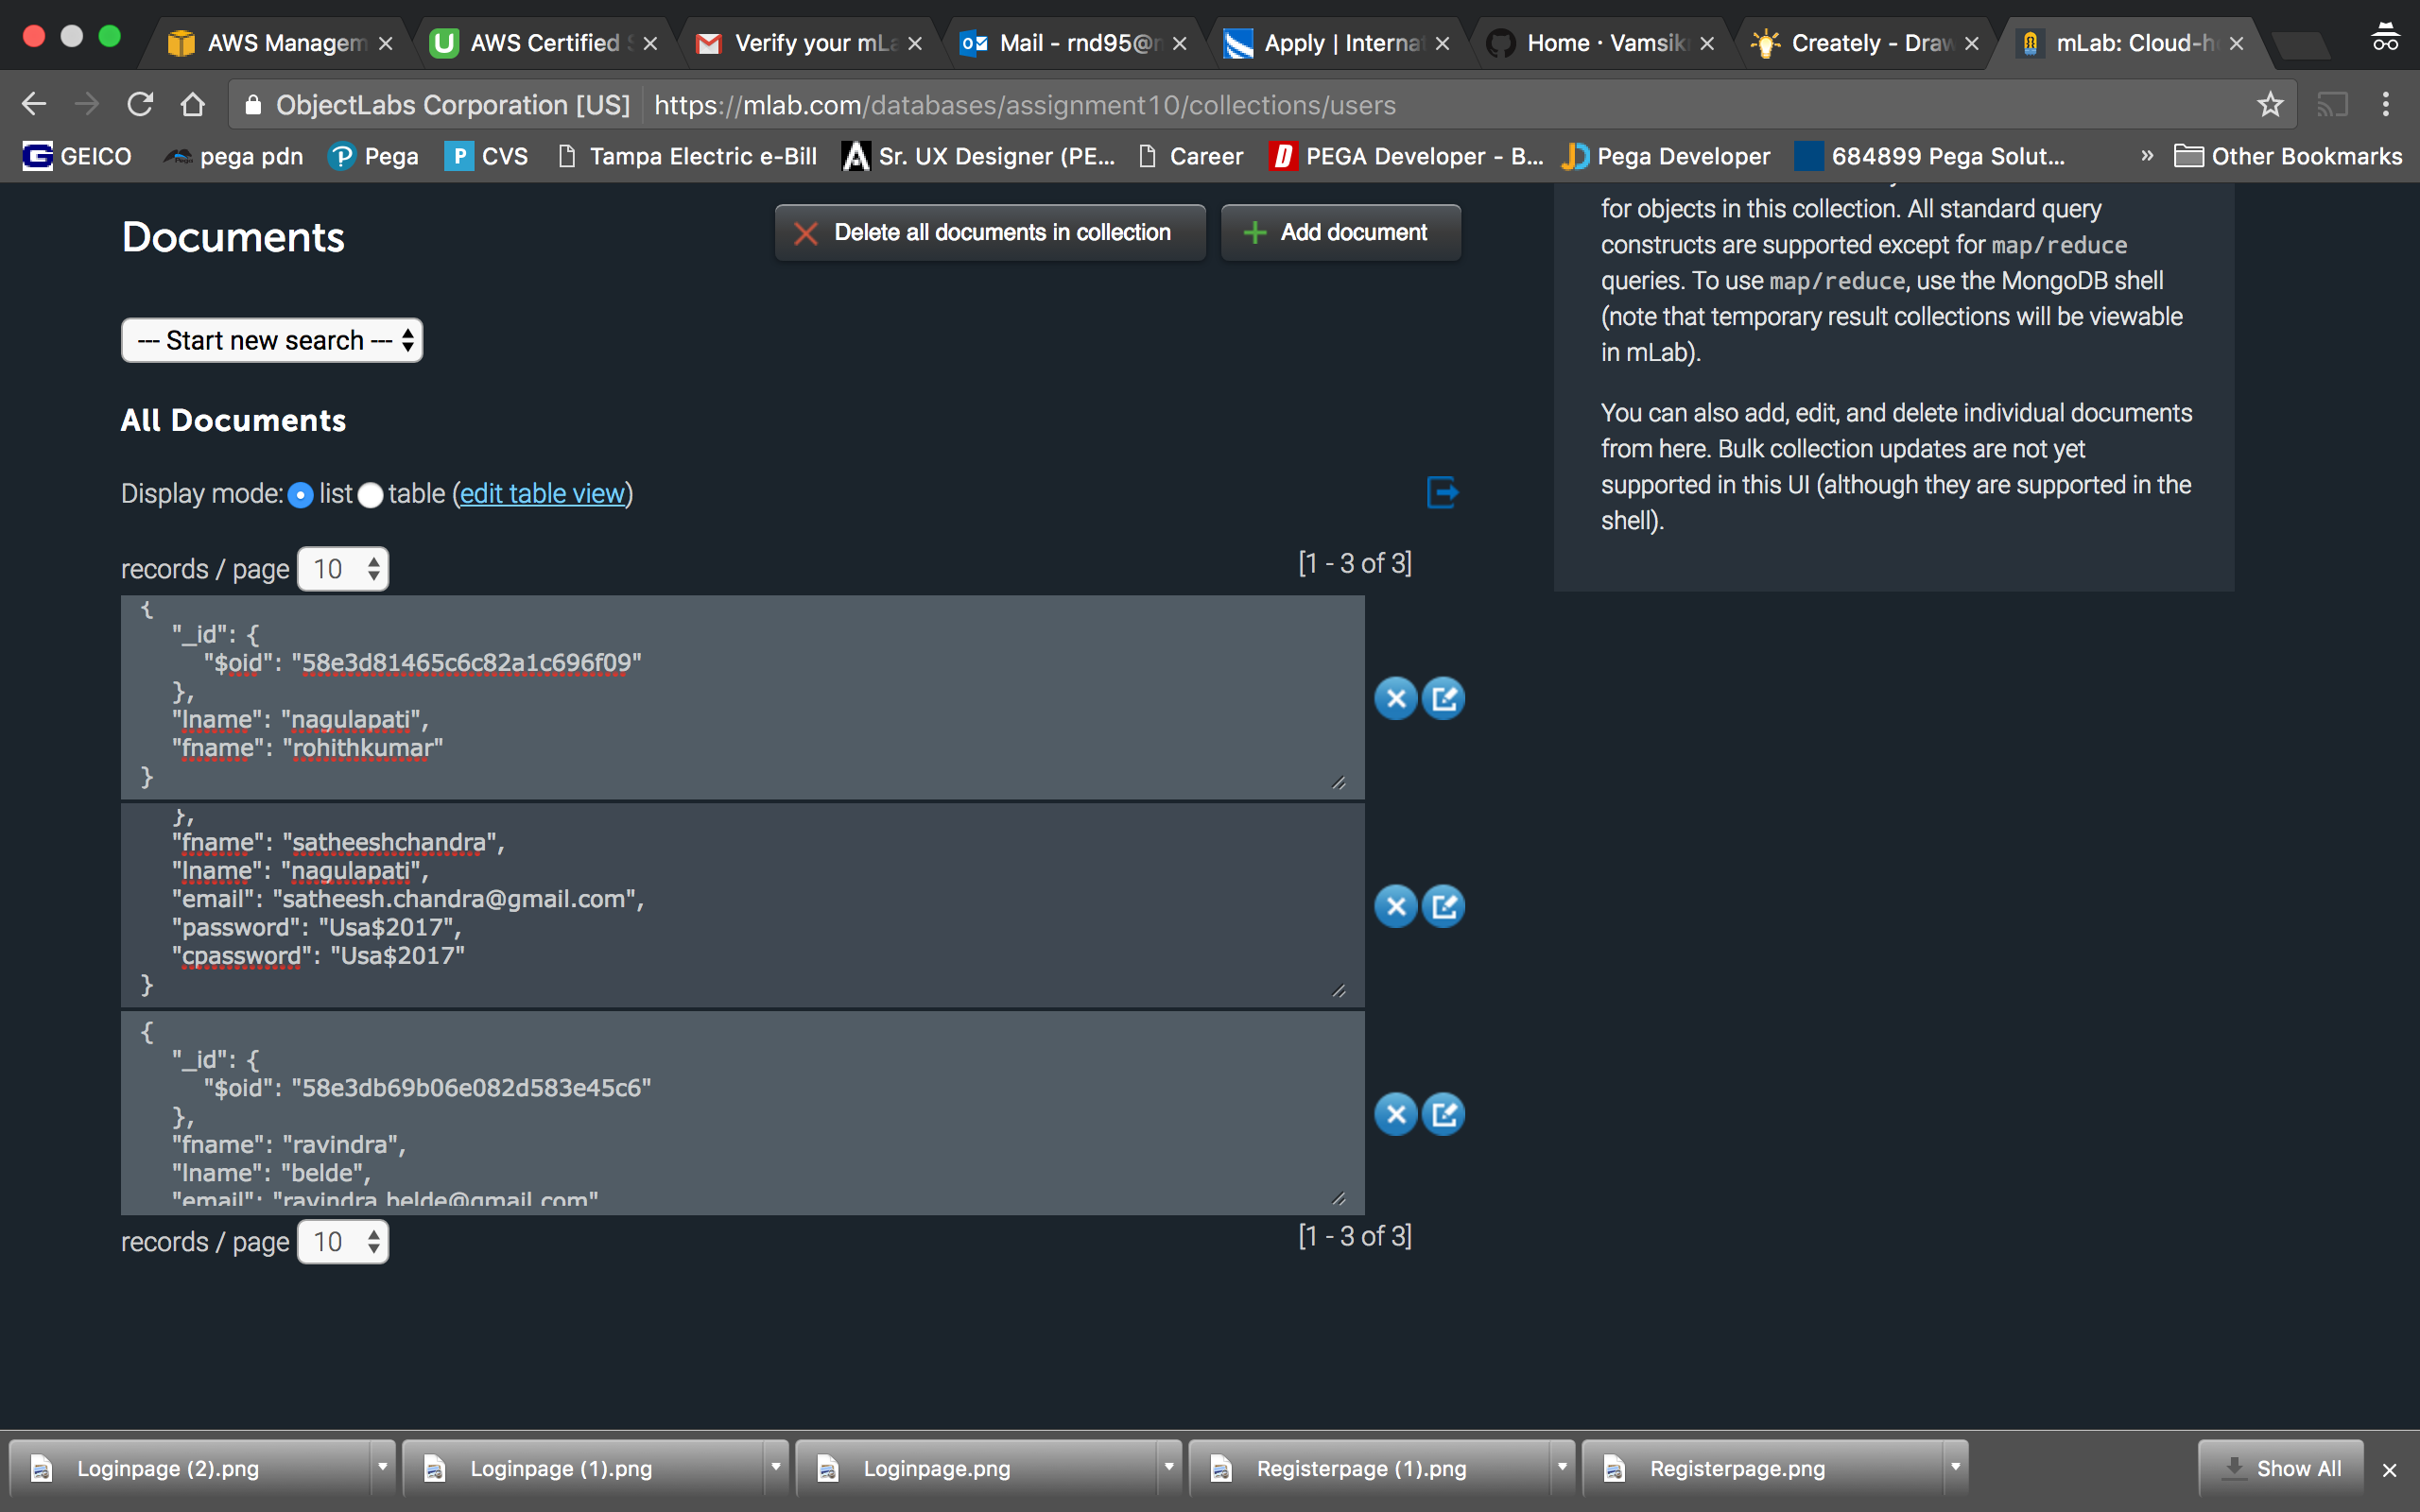 AWS Managem
AWS Certified S
Verify your mLa
Mail - rnd95@n
Apply | Internat
Home · Vamsik
Creately - Draw
mLab: Cloud-h
ObjectLabs Corporation [US]
https://mlab.com/databases/assignment10/collections/users
GEICO
pega pdn
Pega
CVS
Tampa Electric e-Bill
Sr. UX Designer (PE...
Career
PEGA Developer - B...
Pega Developer
684899 Pega Solut...
»
Other Bookmarks
Documents
Delete all documents in collection
Add document
--- Start new search ---
All Documents
Display mode: list table (edit table view)
records / page 10
[1 - 3 of 3]
{
"_id": {
"$oid": "58e3d81465c6c82a1c696f09"
},
"lname": "nagulapati",
"fname": "rohithkumar"
}
},
"fname": "satheeshchandra",
"lname": "nagulapati",
"email": "satheesh.chandra@gmail.com",
"password": "Usa$2017",
"cpassword": "Usa$2017"
}
{
"_id": {
"$oid": "58e3db69b06e082d583e45c6"
},
"fname": "ravindra",
"lname": "belde",
"email": "ravindra.belde@gmail.com"
records / page 10
[1 - 3 of 3]
for objects in this collection. All standard query
constructs are supported except for map/reduce
queries. To use map/reduce, use the MongoDB shell
(note that temporary result collections will be viewable
in mLab).
You can also add, edit, and delete individual documents
from here. Bulk collection updates are not yet
supported in this UI (although they are supported in the
shell).
Loginpage (2).png
Loginpage (1).png
Loginpage.png
Registerpage (1).png
Registerpage.png
Show All